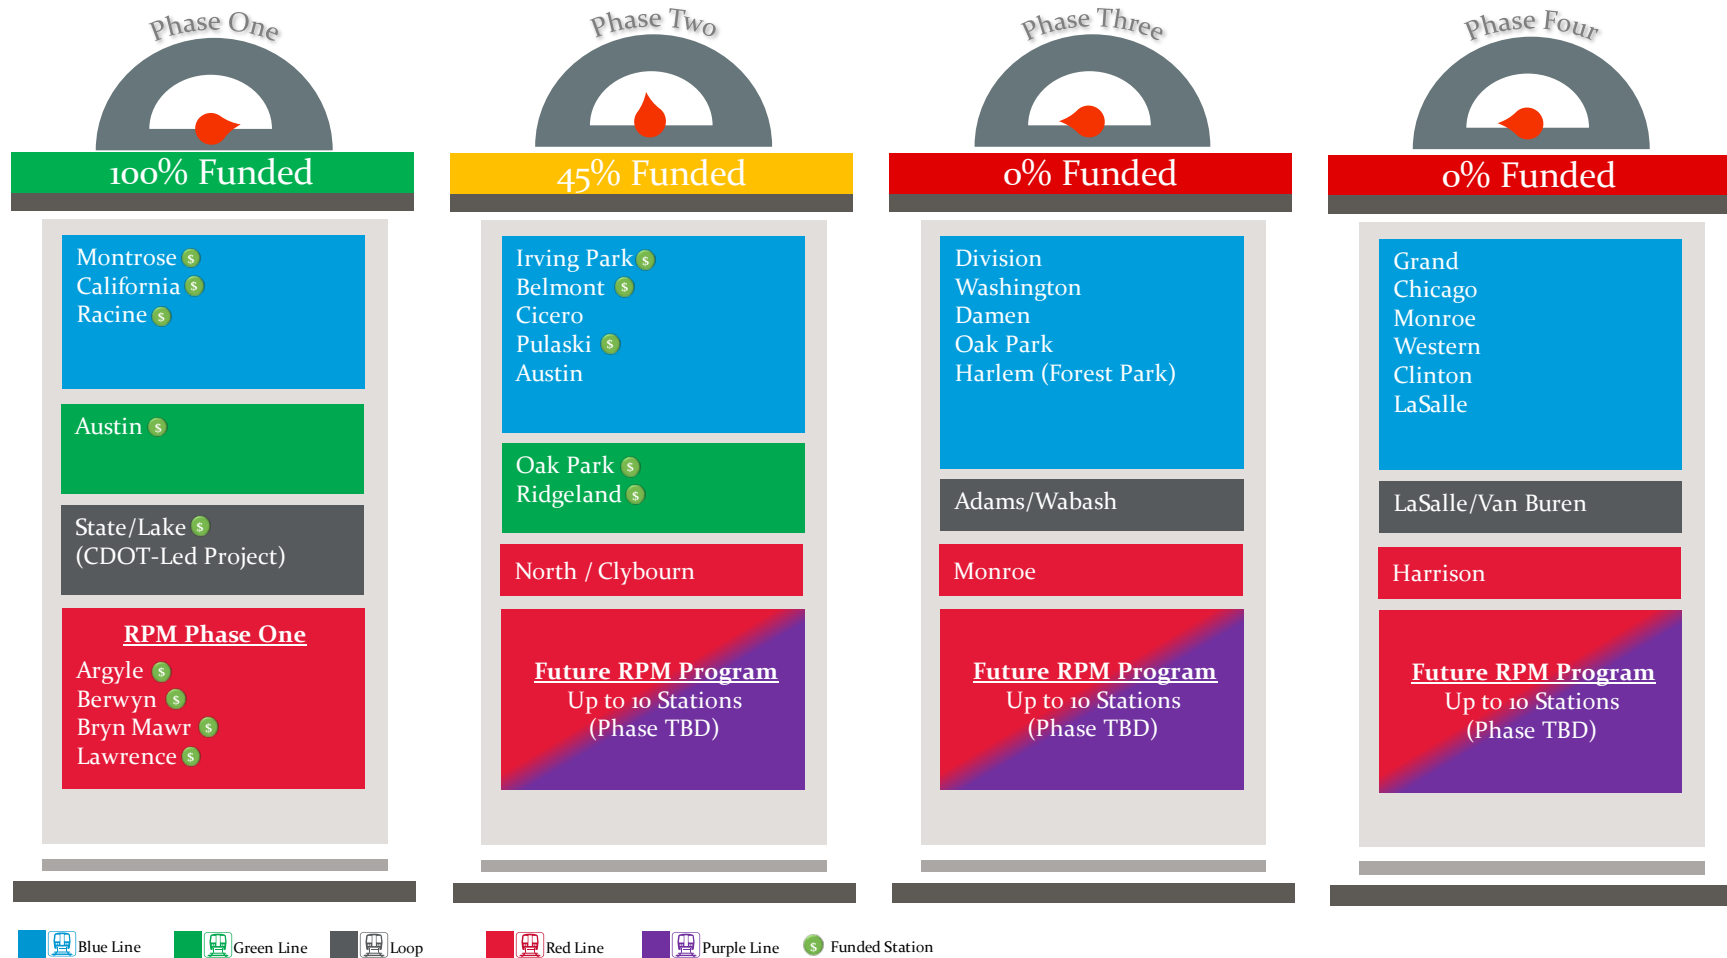 Phase One
100% Funded
Montrose $
California $
Racine $
Austin $
State/Lake $
(CDOT-Led Project)
RPM Phase One
Argyle $
Berwyn $
Bryn Mawr $
Lawrence $
Phase Two
45% Funded
Irving Park $
Belmont $
Cicero
Pulaski $
Austin
Oak Park $
Ridgeland $
North / Clybourn
Future RPM Program
Up to 10 Stations
(Phase TBD)
Phase Three
0% Funded
Division
Washington
Damen
Oak Park
Harlem (Forest Park)
Adams/Wabash
Monroe
Future RPM Program
Up to 10 Stations
(Phase TBD)
Phase Four
0% Funded
Grand
Chicago
Monroe
Western
Clinton
LaSalle
LaSalle/Van Buren
Harrison
Future RPM Program
Up to 10 Stations
(Phase TBD)
Blue Line
Green Line
Loop
Red Line
Purple Line
$ Funded Station